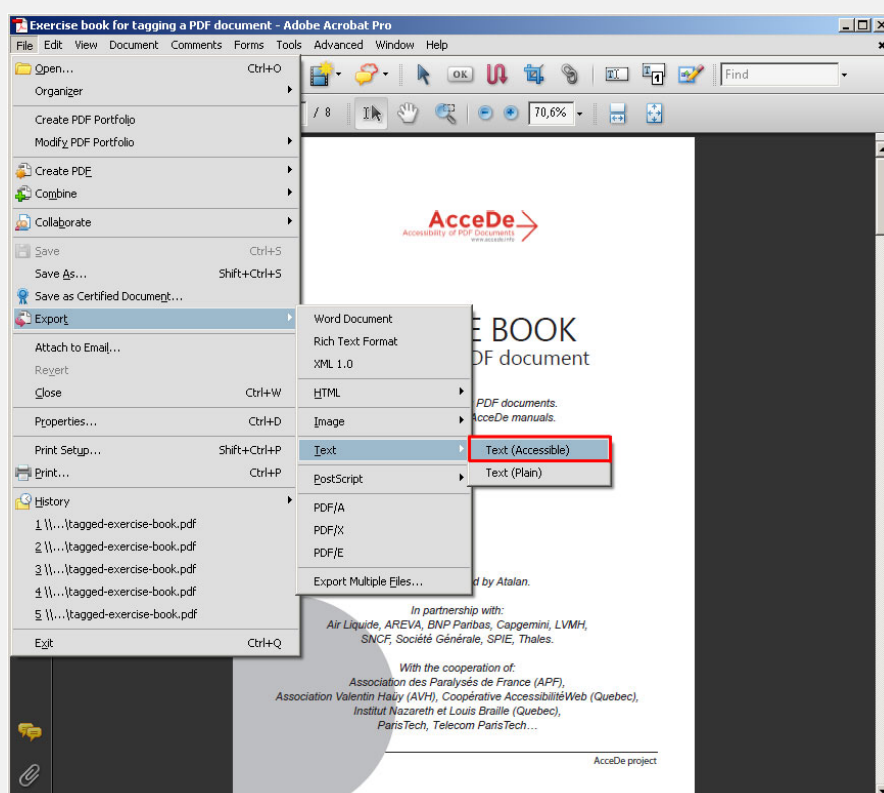 Exercise book for tagging a PDF document - Adobe Acrobat Pro
File Edit View Document Comments Forms Tools Advanced Window Help
Open... Ctrl+O
Organizer
Create PDF Portfolio
Modify PDF Portfolio
Create PDF
Combine
Collaborate
Save Ctrl+S
Save As... Shift+Ctrl+S
Save as Certified Document...
Export
Attach to Email...
Revert
Close Ctrl+W
Properties... Ctrl+D
Print Setup... Shift+Ctrl+P
Print... Ctrl+P
History
1 \\...\tagged-exercise-book.pdf
2 \\...\tagged-exercise-book.pdf
3 \\...\tagged-exercise-book.pdf
4 \\...\tagged-exercise-book.pdf
5 \\...\tagged-exercise-book.pdf
Exit Ctrl+Q
Word Document
Rich Text Format
XML 1.0
HTML
Image
Text
PostScript
PDF/A
PDF/X
PDF/E
Export Multiple Files...
Text (Accessible)
Text (Plain)
OK
Find
/ 8
70,6%
AcceDe
Accessibility of PDF Documents
www.accede.info
BOOK
DF document
PDF documents.
AcceDe manuals.
by Atalan.
In partnership with:
Air Liquide, AREVA, BNP Paribas, Capgemini, LVMH,
SNCF, Société Générale, SPIE, Thales.
With the cooperation of:
Association des Paralysés de France (APF),
Association Valentin Haüy (AVH), Coopérative AccessibilitéWeb (Quebec),
Institut Nazareth et Louis Braille (Quebec),
ParisTech, Telecom ParisTech...
AcceDe project